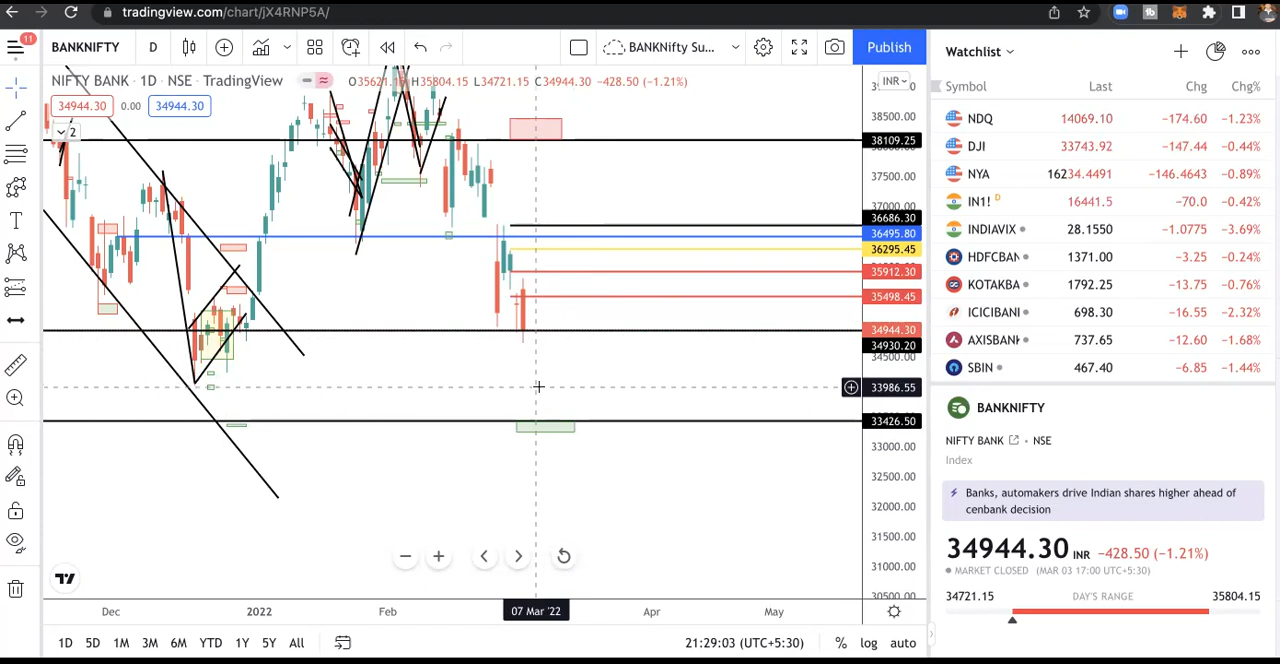 tradingview.com/chart/jX4RNP5A/
11
BANKNIFTY
D
BANKNifty Su...
Publish
Watchlist
NIFTY BANK · 1D · NSE · TradingView
H35804.15 L34721.15 C34944.30 −428.50 (−1.21%)
INR
34944.30 0.00 34944.30
2
38500.00
38109.25
37500.00
37000.00
36686.30
36495.80
36295.45
35912.30
35498.45
34944.30
34930.20
34500.00
33986.55
33426.50
33000.00
32500.00
32000.00
31500.00
31000.00
30500.00
Dec 2022 Feb 07 Mar '22 Apr May
1D 5D 1M 3M 6M YTD 1Y 5Y All
21:29:03 (UTC+5:30) % log auto
Symbol Last Chg Chg%
NDQ 14069.10 −174.60 −1.23%
DJI 33743.92 −147.44 −0.44%
NYA 16234.4491 −146.4643 −0.89%
IN1! D 16441.5 −70.0 −0.42%
INDIAVIX 28.1550 −1.0775 −3.69%
HDFCBAN 1371.00 −3.25 −0.24%
KOTAKBA 1792.25 −13.75 −0.76%
ICICIBANI 698.30 −16.55 −2.32%
AXISBANK 737.65 −12.60 −1.68%
SBIN 467.40 −6.85 −1.44%
BANKNIFTY
NIFTY BANK · NSE
Index
Banks, automakers drive Indian shares higher ahead of
cenbank decision
34944.30 INR −428.50 (−1.21%)
MARKET CLOSED (MAR 03 17:00 UTC+5:30)
34721.15 DAY'S RANGE 35804.15